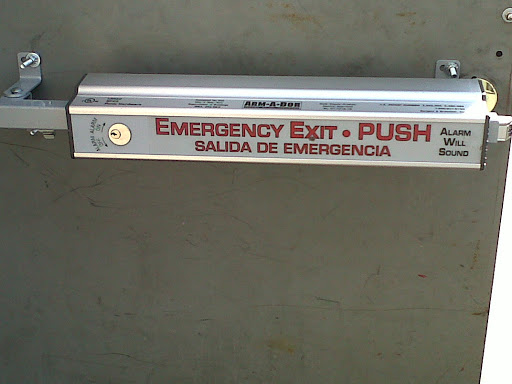 ARM-A-DOR
EMERGENCY EXIT • PUSH
SALIDA DE EMERGENCIA
ALARM
WILL
SOUND